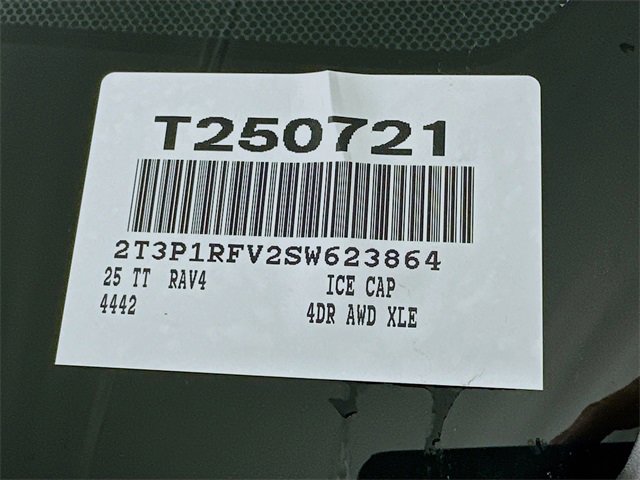 T250721
2T3P1RFV2SW623864
25 TT RAV4 ICE CAP
4442 4DR AWD XLE